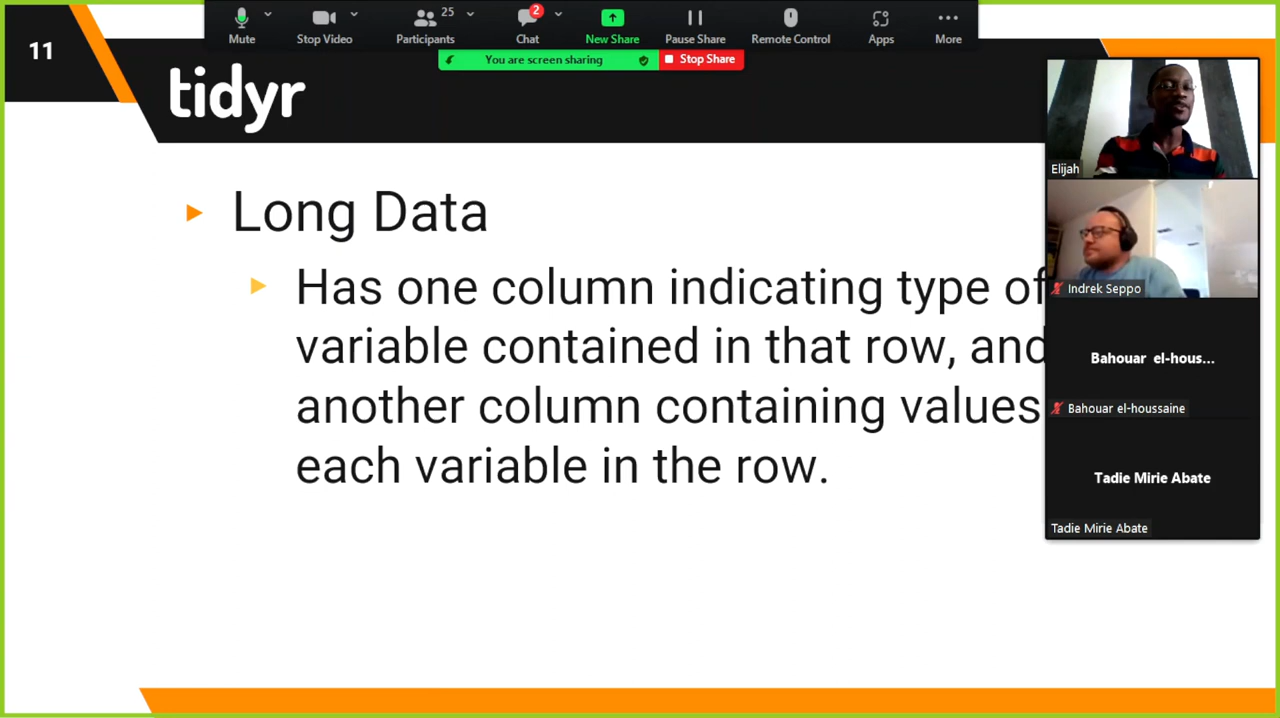 11
Mute
Stop Video
25
Participants
2
Chat
New Share
Pause Share
Remote Control
Apps
More
You are screen sharing
Stop Share
tidyr
Long Data
Has one column indicating type of
variable contained in that row, and
another column containing values
each variable in the row.
Elijah
Indrek Seppo
Bahouar el-hous...
Bahouar el-houssaine
Tadie Mirie Abate
Tadie Mirie Abate